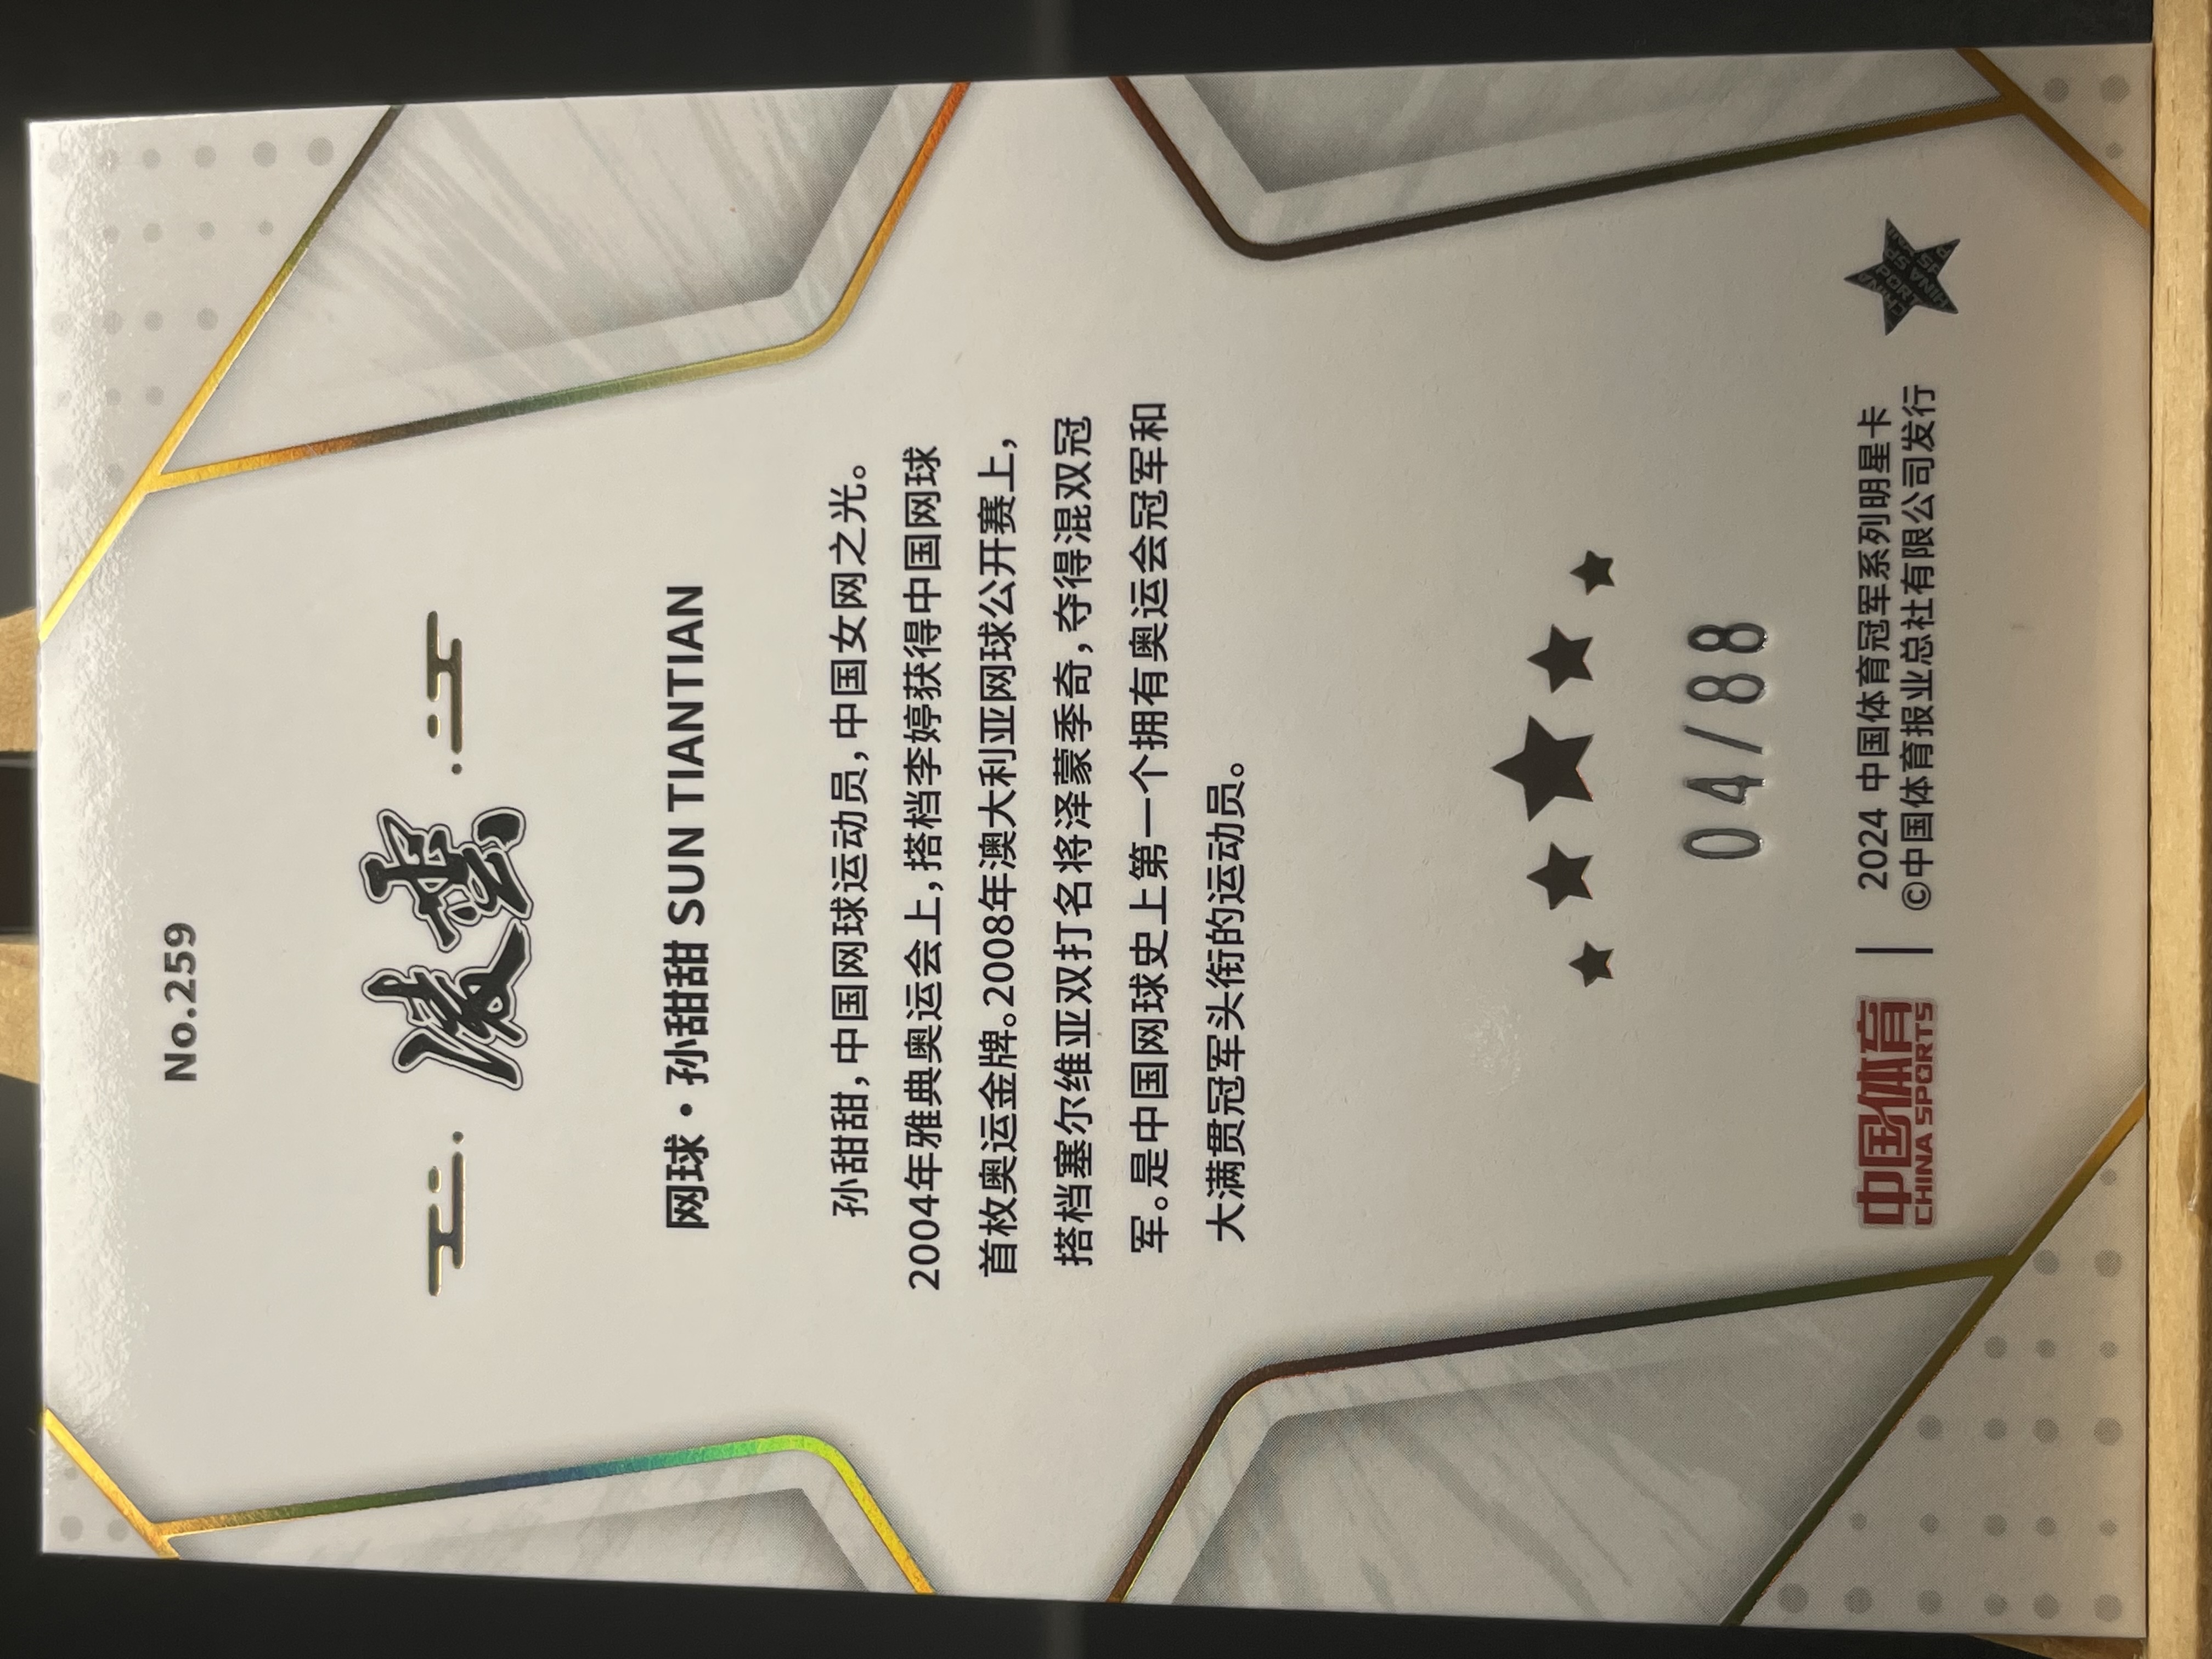 No.259
凌云
网球·孙甜甜 SUN TIANTIAN
孙甜甜,中国网球运动员,中国女网之光。
2004年雅典奥运会上,搭档李婷获得中国网球
首枚奥运金牌。2008年澳大利亚网球公开赛上,
搭档塞尔维亚双打名将泽蒙季奇,夺得混双冠
军。是中国网球史上第一个拥有奥运会冠军和
大满贯冠军头衔的运动员。
04/88
中国体育
CHINA SPORTS
2024 中国体育冠军系列明星卡
©中国体育报业总社有限公司发行